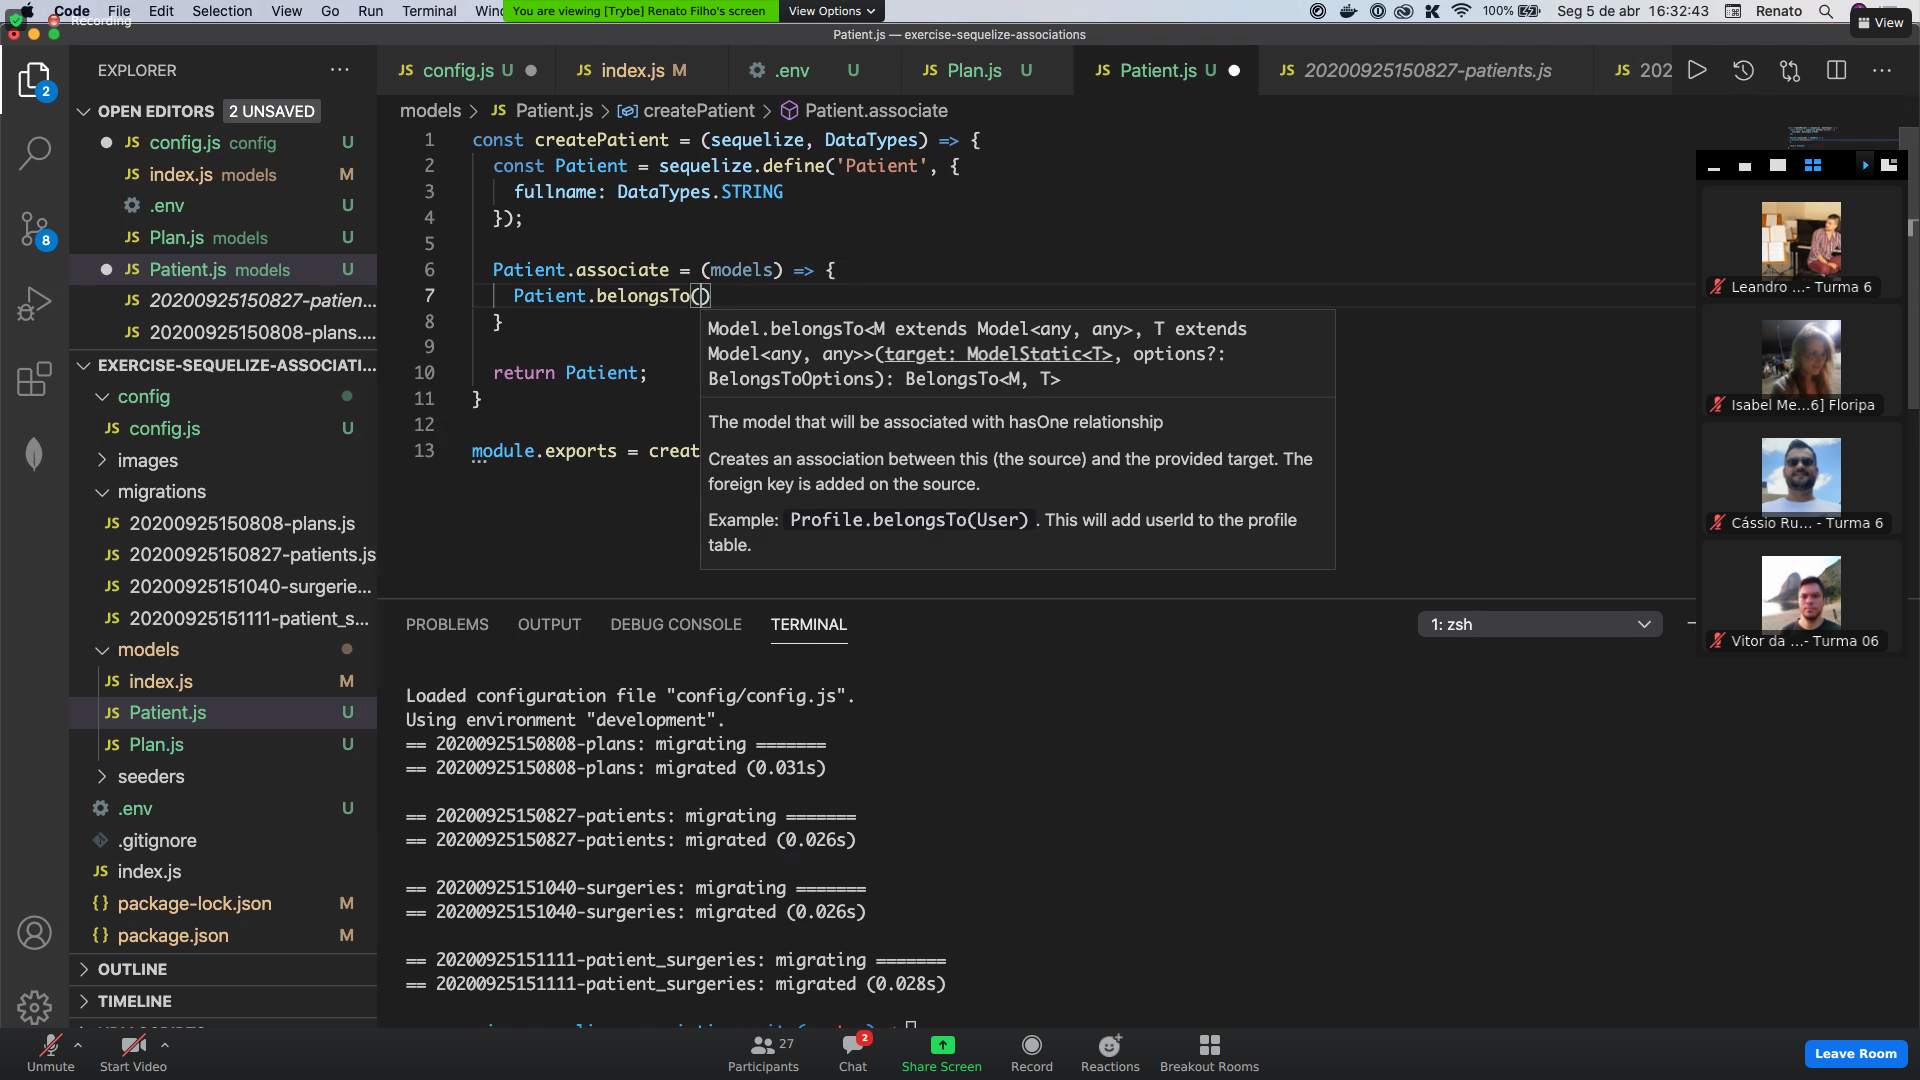 Code File Edit Selection View Go Run Terminal Wind
You are viewing [Trybe] Renato Filho's screen
View Options
100% Seg 5 de abr 16:32:43 Renato
Recording
View
Patient.js — exercise-sequelize-associations
EXPLORER
JS config.js U
JS index.js M
.env U
JS Plan.js U
JS Patient.js U
JS 20200925150827-patients.js
JS 202
models > JS Patient.js > createPatient > Patient.associate
OPEN EDITORS 2 UNSAVED
JS config.js config U
JS index.js models M
.env U
JS Plan.js models U
JS Patient.js models U
20200925150827-patien...
20200925150808-plans....
EXERCISE-SEQUELIZE-ASSOCIATI...
config
JS config.js U
images
migrations
JS 20200925150808-plans.js
JS 20200925150827-patients.js
JS 20200925151040-surgerie...
JS 20200925151111-patient_s...
models
JS index.js M
JS Patient.js U
JS Plan.js U
seeders
.env U
.gitignore
JS index.js
{} package-lock.json M
{} package.json M
OUTLINE
TIMELINE
2
8
1 const createPatient = (sequelize, DataTypes) => {
2 const Patient = sequelize.define('Patient', {
3 fullname: DataTypes.STRING
4 });
5
6 Patient.associate = (models) => {
7 Patient.belongsTo()
8 }
9
10 return Patient;
11 }
12
13 module.exports = creat
Model.belongsTo<M extends Model<any, any>, T extends
Model<any, any>>(target: ModelStatic<T>, options?:
BelongsToOptions): BelongsTo<M, T>
The model that will be associated with hasOne relationship
Creates an association between this (the source) and the provided target. The
foreign key is added on the source.
Example: Profile.belongsTo(User) . This will add userId to the profile
table.
Leandro ...- Turma 6
Isabel Me...6] Floripa
Cássio Ru... - Turma 6
Vitor da ...- Turma 06
PROBLEMS OUTPUT DEBUG CONSOLE TERMINAL
1: zsh
Loaded configuration file "config/config.js".
Using environment "development".
== 20200925150808-plans: migrating =======
== 20200925150808-plans: migrated (0.031s)
== 20200925150827-patients: migrating =======
== 20200925150827-patients: migrated (0.026s)
== 20200925151040-surgeries: migrating =======
== 20200925151040-surgeries: migrated (0.026s)
== 20200925151111-patient_surgeries: migrating =======
== 20200925151111-patient_surgeries: migrated (0.028s)
Unmute
Start Video
27
Participants
2
Chat
Share Screen
Record
Reactions
Breakout Rooms
Leave Room